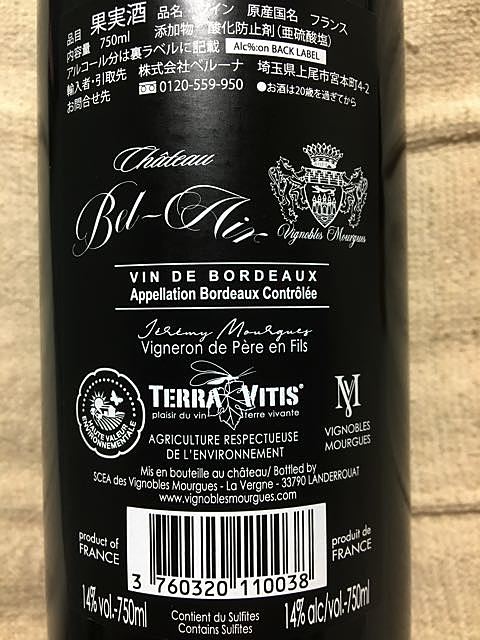 品目 果実酒 品名 ワイン 原産国名 フランス
内容量 750ml 添加物 酸化防止剤(亜硫酸塩)
アルコール分は裏ラベルに記載 Alc%:on BACK LABEL
輸入者・引取先 株式会社ベルーナ 埼玉県上尾市宮本町4-2
お問合せ先 0120-559-950 ●お酒は20歳を過ぎてから
Château
Bel-Air
Vignobles Mourgues
VIN DE BORDEAUX
Appellation Bordeaux Contrôlée
Jérémy Mourgues
Vigneron de Père en Fils
HAUTE VALEUR ENVIRONNEMENTALE
TERRA VITIS®
plaisir du vin terre vivante
AGRICULTURE RESPECTUEUSE
DE L'ENVIRONNEMENT
VM
VIGNOBLES
MOURGUES
Mis en bouteille au château/ Bottled by
SCEA des Vignobles Mourgues - La Vergne - 33790 LANDERROUAT
www.vignoblesmourgues.com
product of
FRANCE
produit de
FRANCE
3 760320 110038
14% vol.-750ml
Contient du Sulfites
Contains Sulfites
14% alc/vol.-750ml